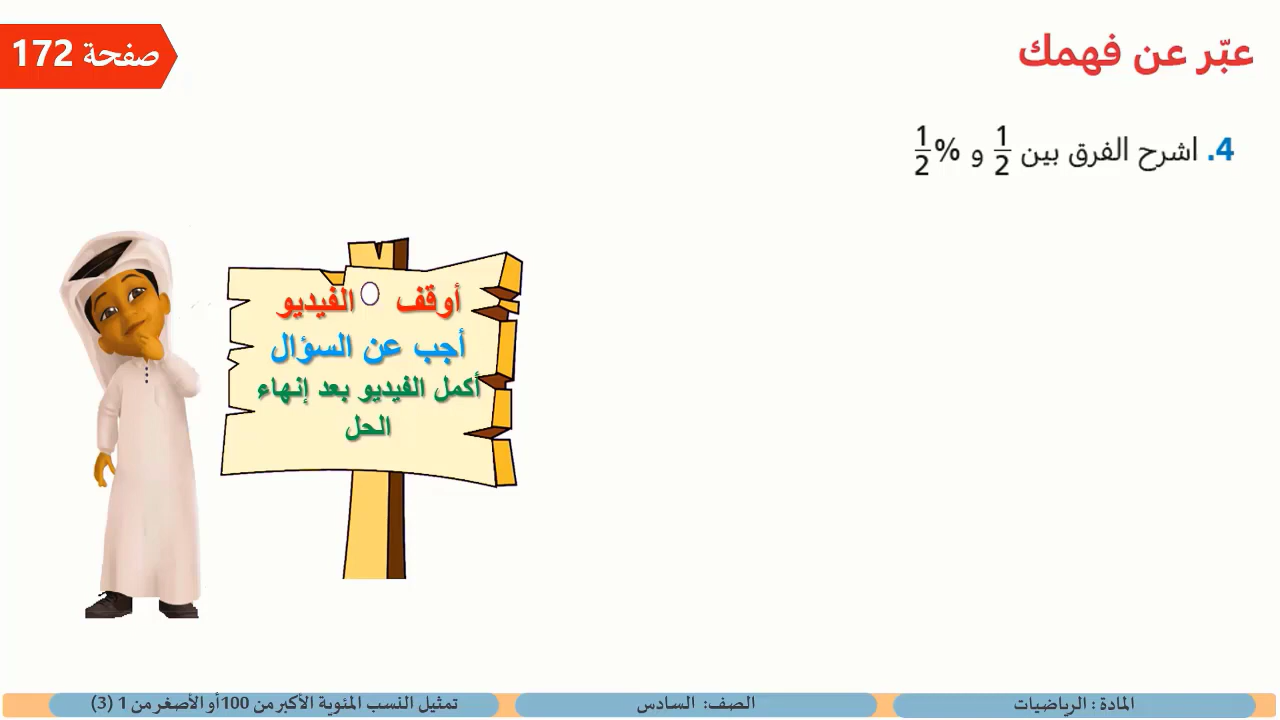 عبّر عن فهمك
صفحة 172
4. اشرح الفرق بين 1/2 و 1/2%
أوقف الفيديو
أجب عن السؤال
أكمل الفيديو بعد إنهاء
الحل
المادة : الرياضيات
الصف: السادس
تمثيل النسب المئوية الأكبر من 100 أو الأصغر من 1 (3)